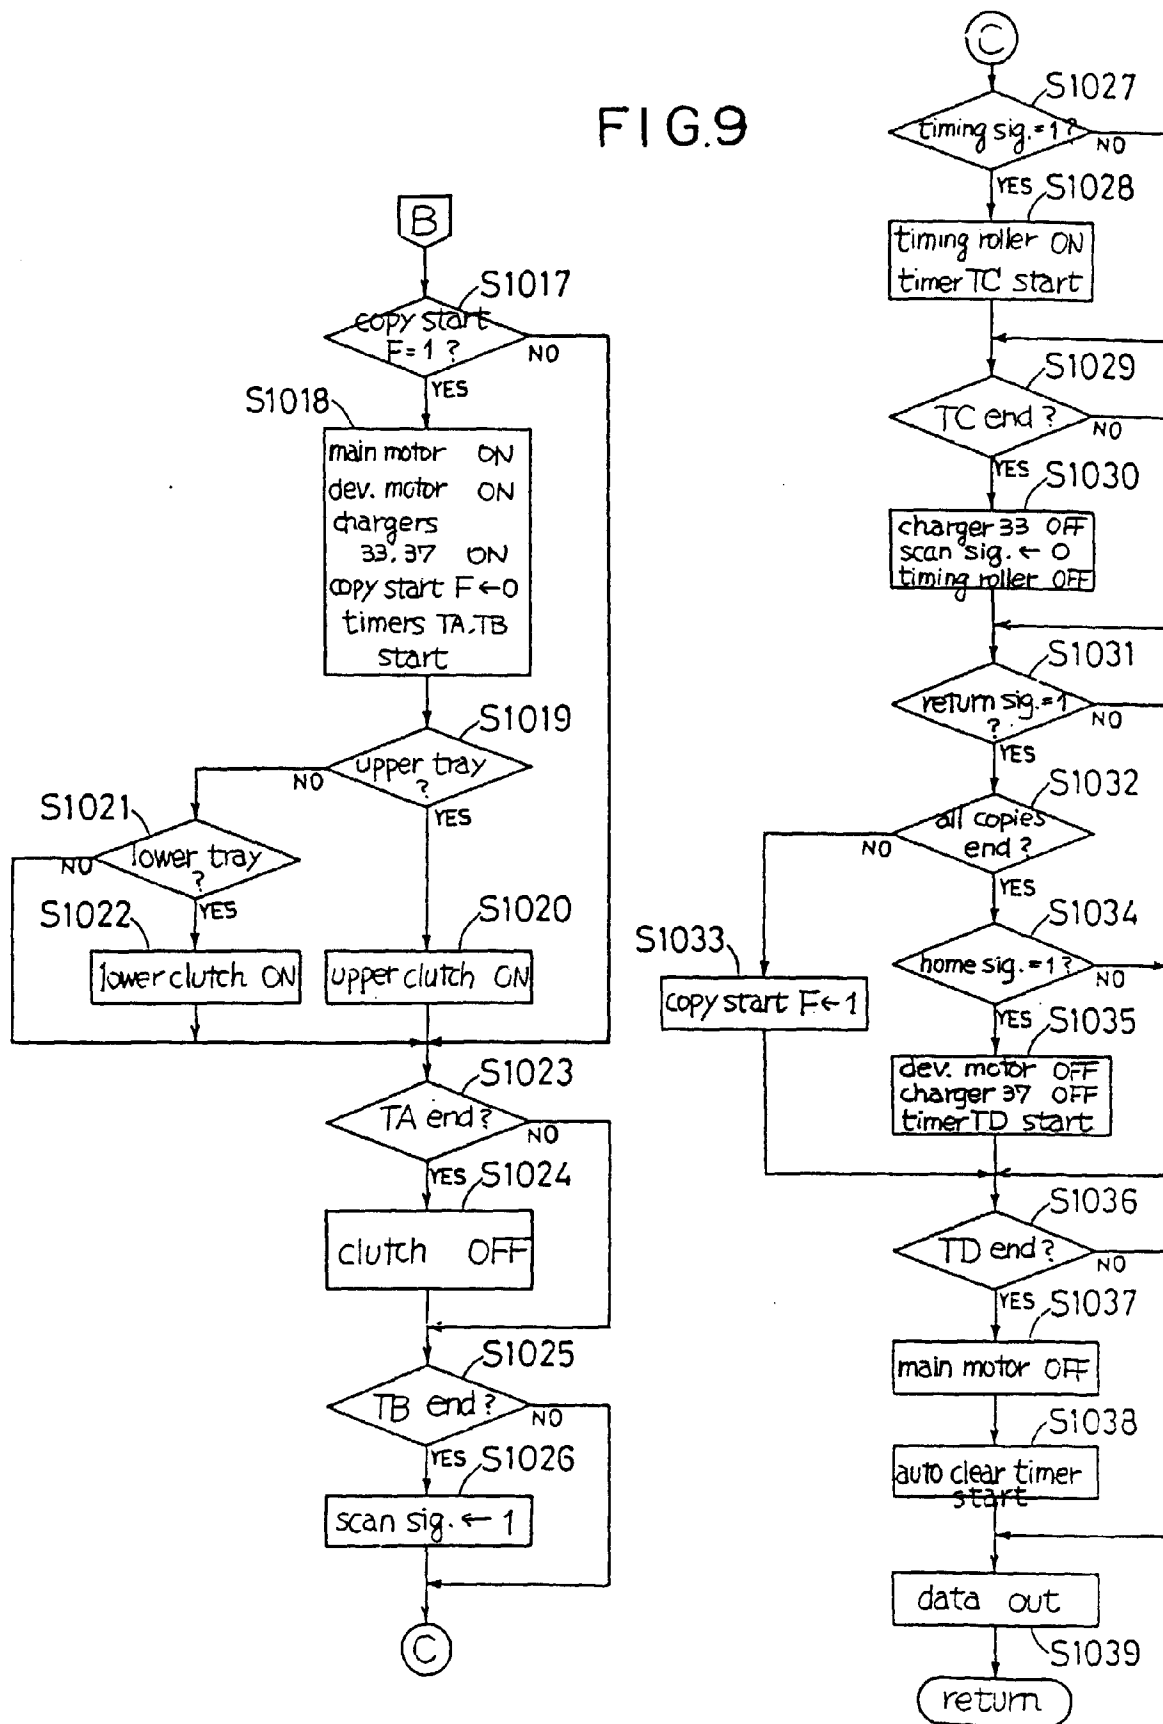 FIG.9
B
S1017
copy start
F=1 ?
NO
YES
S1018
main motor ON
dev. motor ON
chargers
33.37 ON
copy start F←0
timers TA.TB
start
S1019
upper tray
?
NO
YES
S1021
lower tray
?
NO
YES
S1022
lower clutch ON
S1020
upper clutch ON
S1023
TA end?
NO
YES
S1024
clutch OFF
S1025
TB end?
NO
YES
S1026
scan sig. ← 1
C
C
S1027
timing sig.=1?
NO
YES
S1028
timing roller ON
timer TC start
S1029
TC end?
NO
YES
S1030
charger 33 OFF
scan sig. ← 0
timing roller OFF
S1031
return sig.=1
?
NO
YES
S1032
all copies
end?
NO
YES
S1033
copy start F←1
S1034
home sig.=1?
NO
YES
S1035
dev. motor OFF
charger 37 OFF
timer TD start
S1036
TD end?
NO
YES
S1037
main motor OFF
S1038
auto clear timer
start
data out
S1039
return